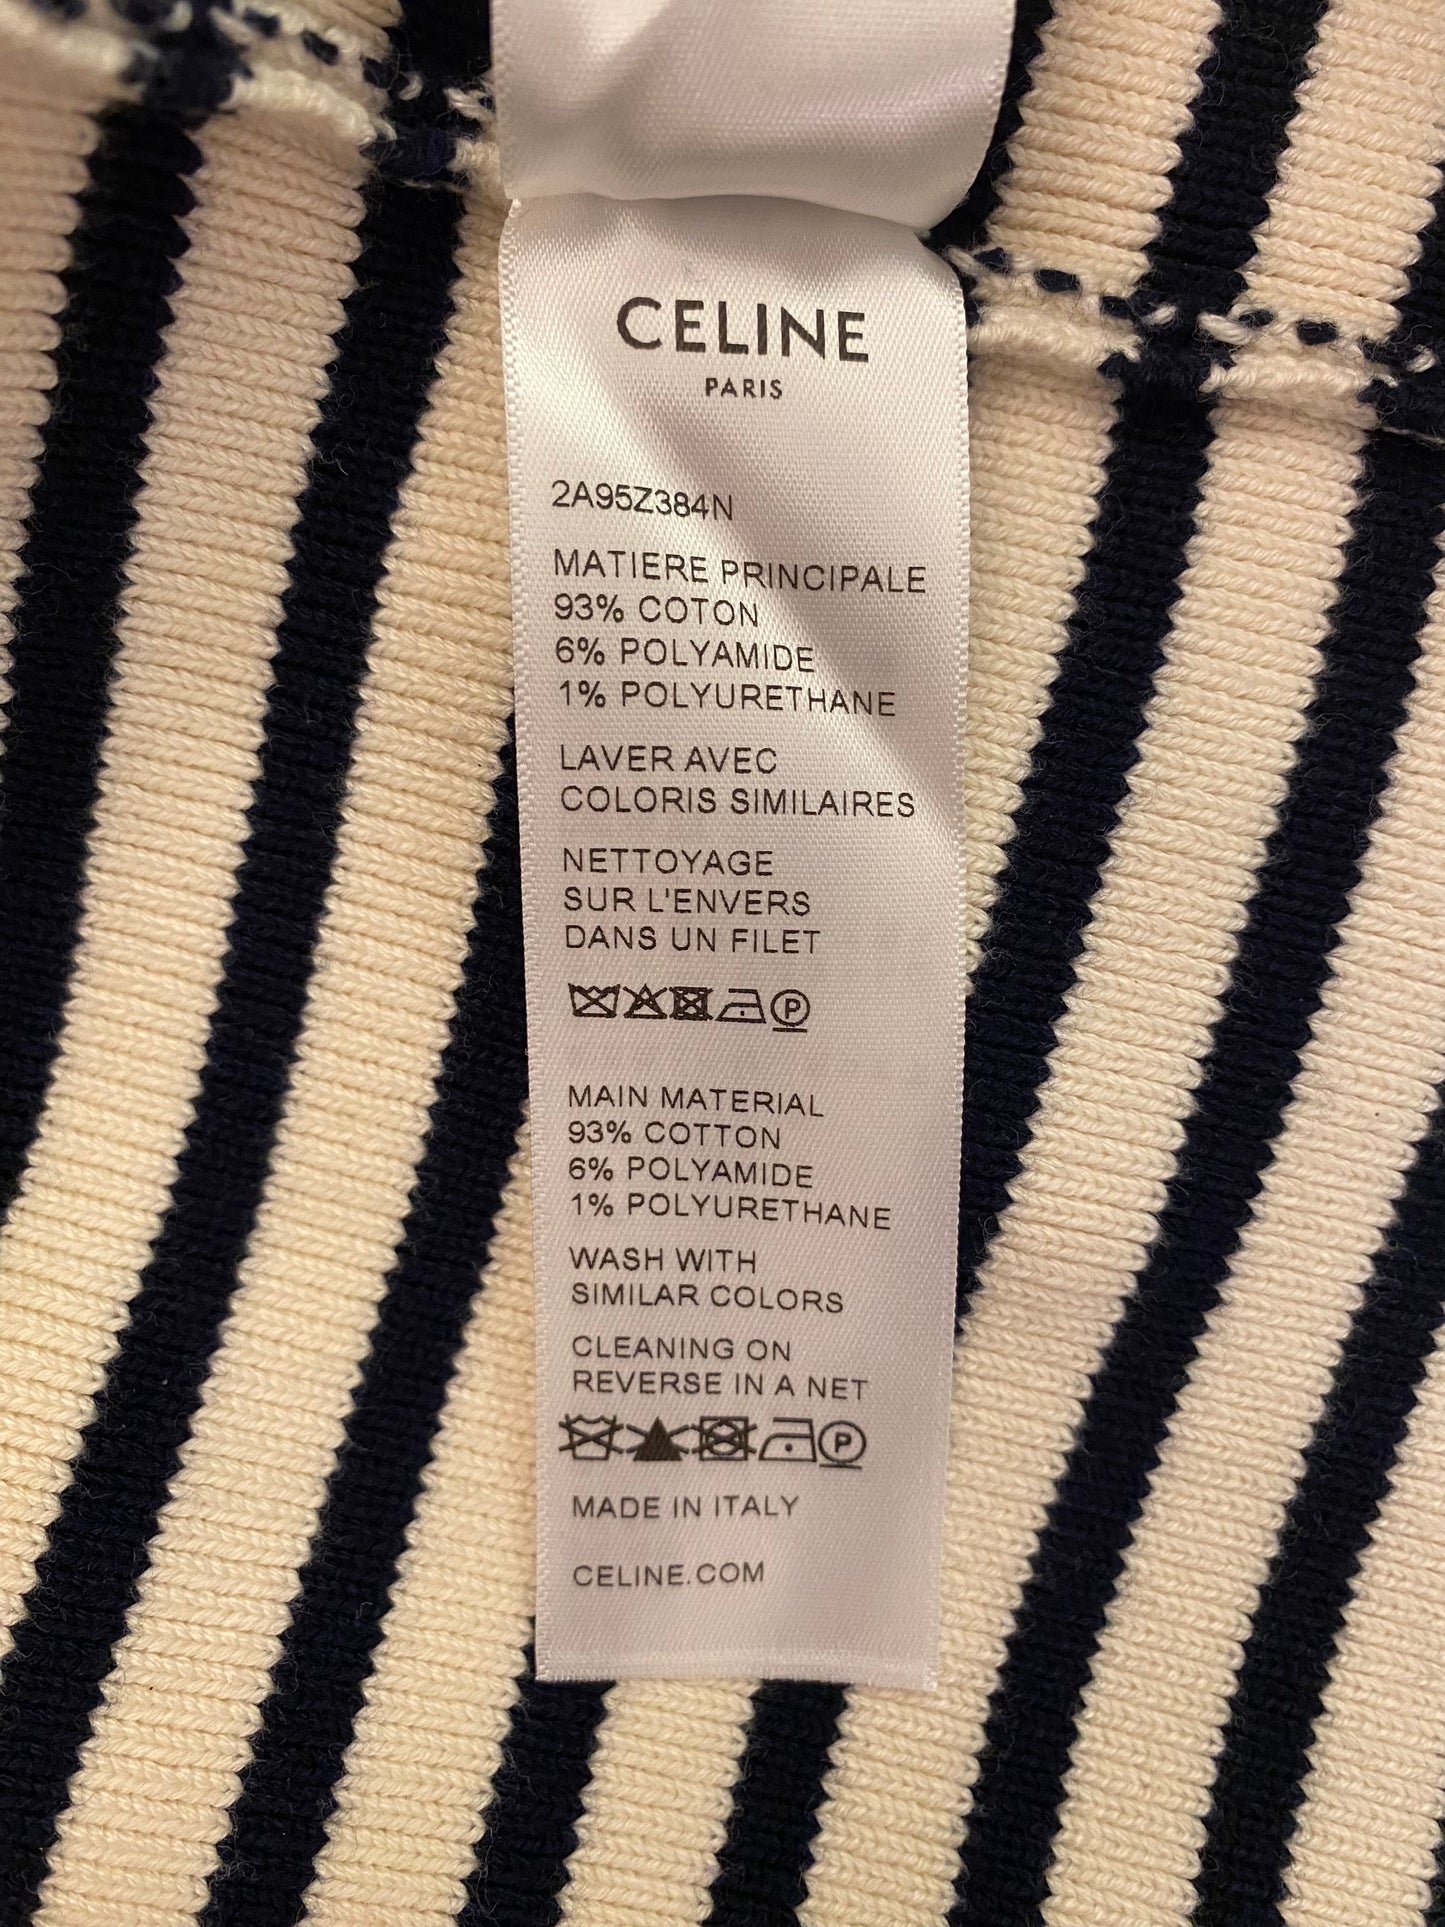 CELINE
PARIS
2A95Z384N
MATIERE PRINCIPALE
93% COTON
6% POLYAMIDE
1% POLYURETHANE
LAVER AVEC
COLORIS SIMILAIRES
NETTOYAGE
SUR L'ENVERS
DANS UN FILET
P
MAIN MATERIAL
93% COTTON
6% POLYAMIDE
1% POLYURETHANE
WASH WITH
SIMILAR COLORS
CLEANING ON
REVERSE IN A NET
P
MADE IN ITALY
CELINE.COM